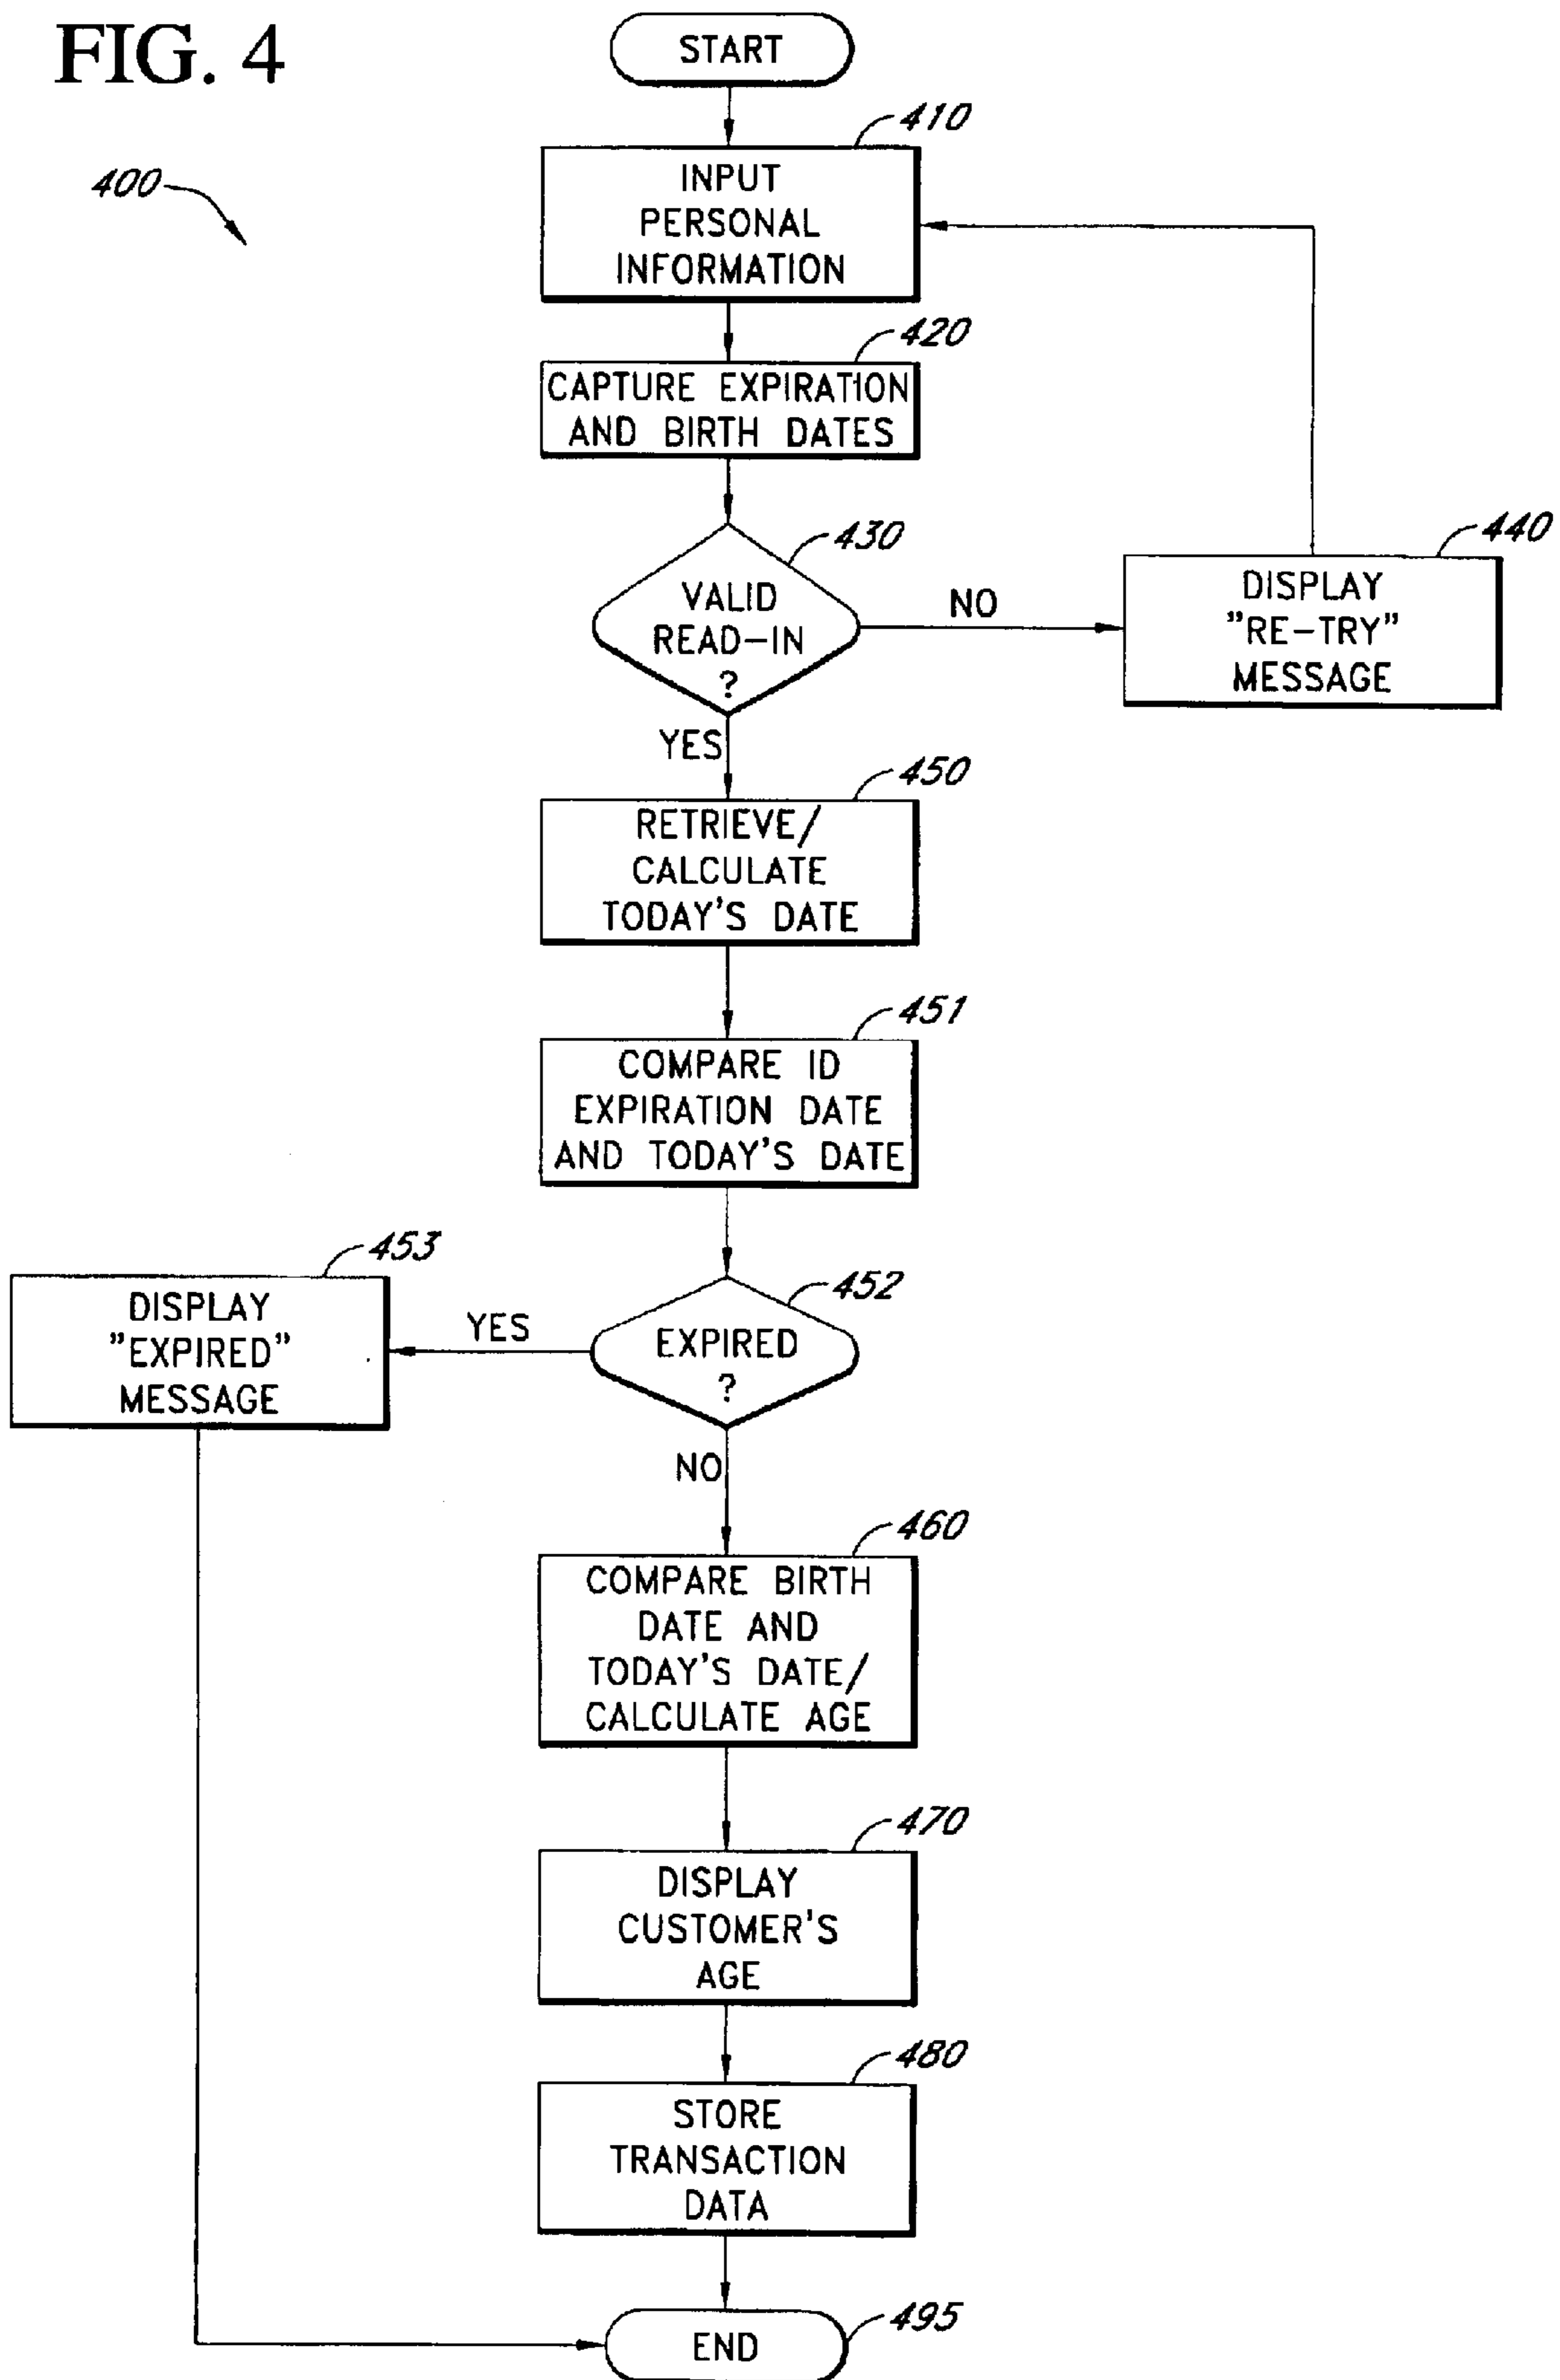 FIG. 4
START
400
410
INPUT
PERSONAL
INFORMATION
420
CAPTURE EXPIRATION
AND BIRTH DATES
430
VALID
READ-IN
?
NO
440
DISPLAY
"RE-TRY"
MESSAGE
YES
450
RETRIEVE/
CALCULATE
TODAY'S DATE
451
COMPARE ID
EXPIRATION DATE
AND TODAY'S DATE
452
EXPIRED
?
YES
453
DISPLAY
"EXPIRED"
MESSAGE
NO
460
COMPARE BIRTH
DATE AND
TODAY'S DATE/
CALCULATE AGE
470
DISPLAY
CUSTOMER'S
AGE
480
STORE
TRANSACTION
DATA
495
END